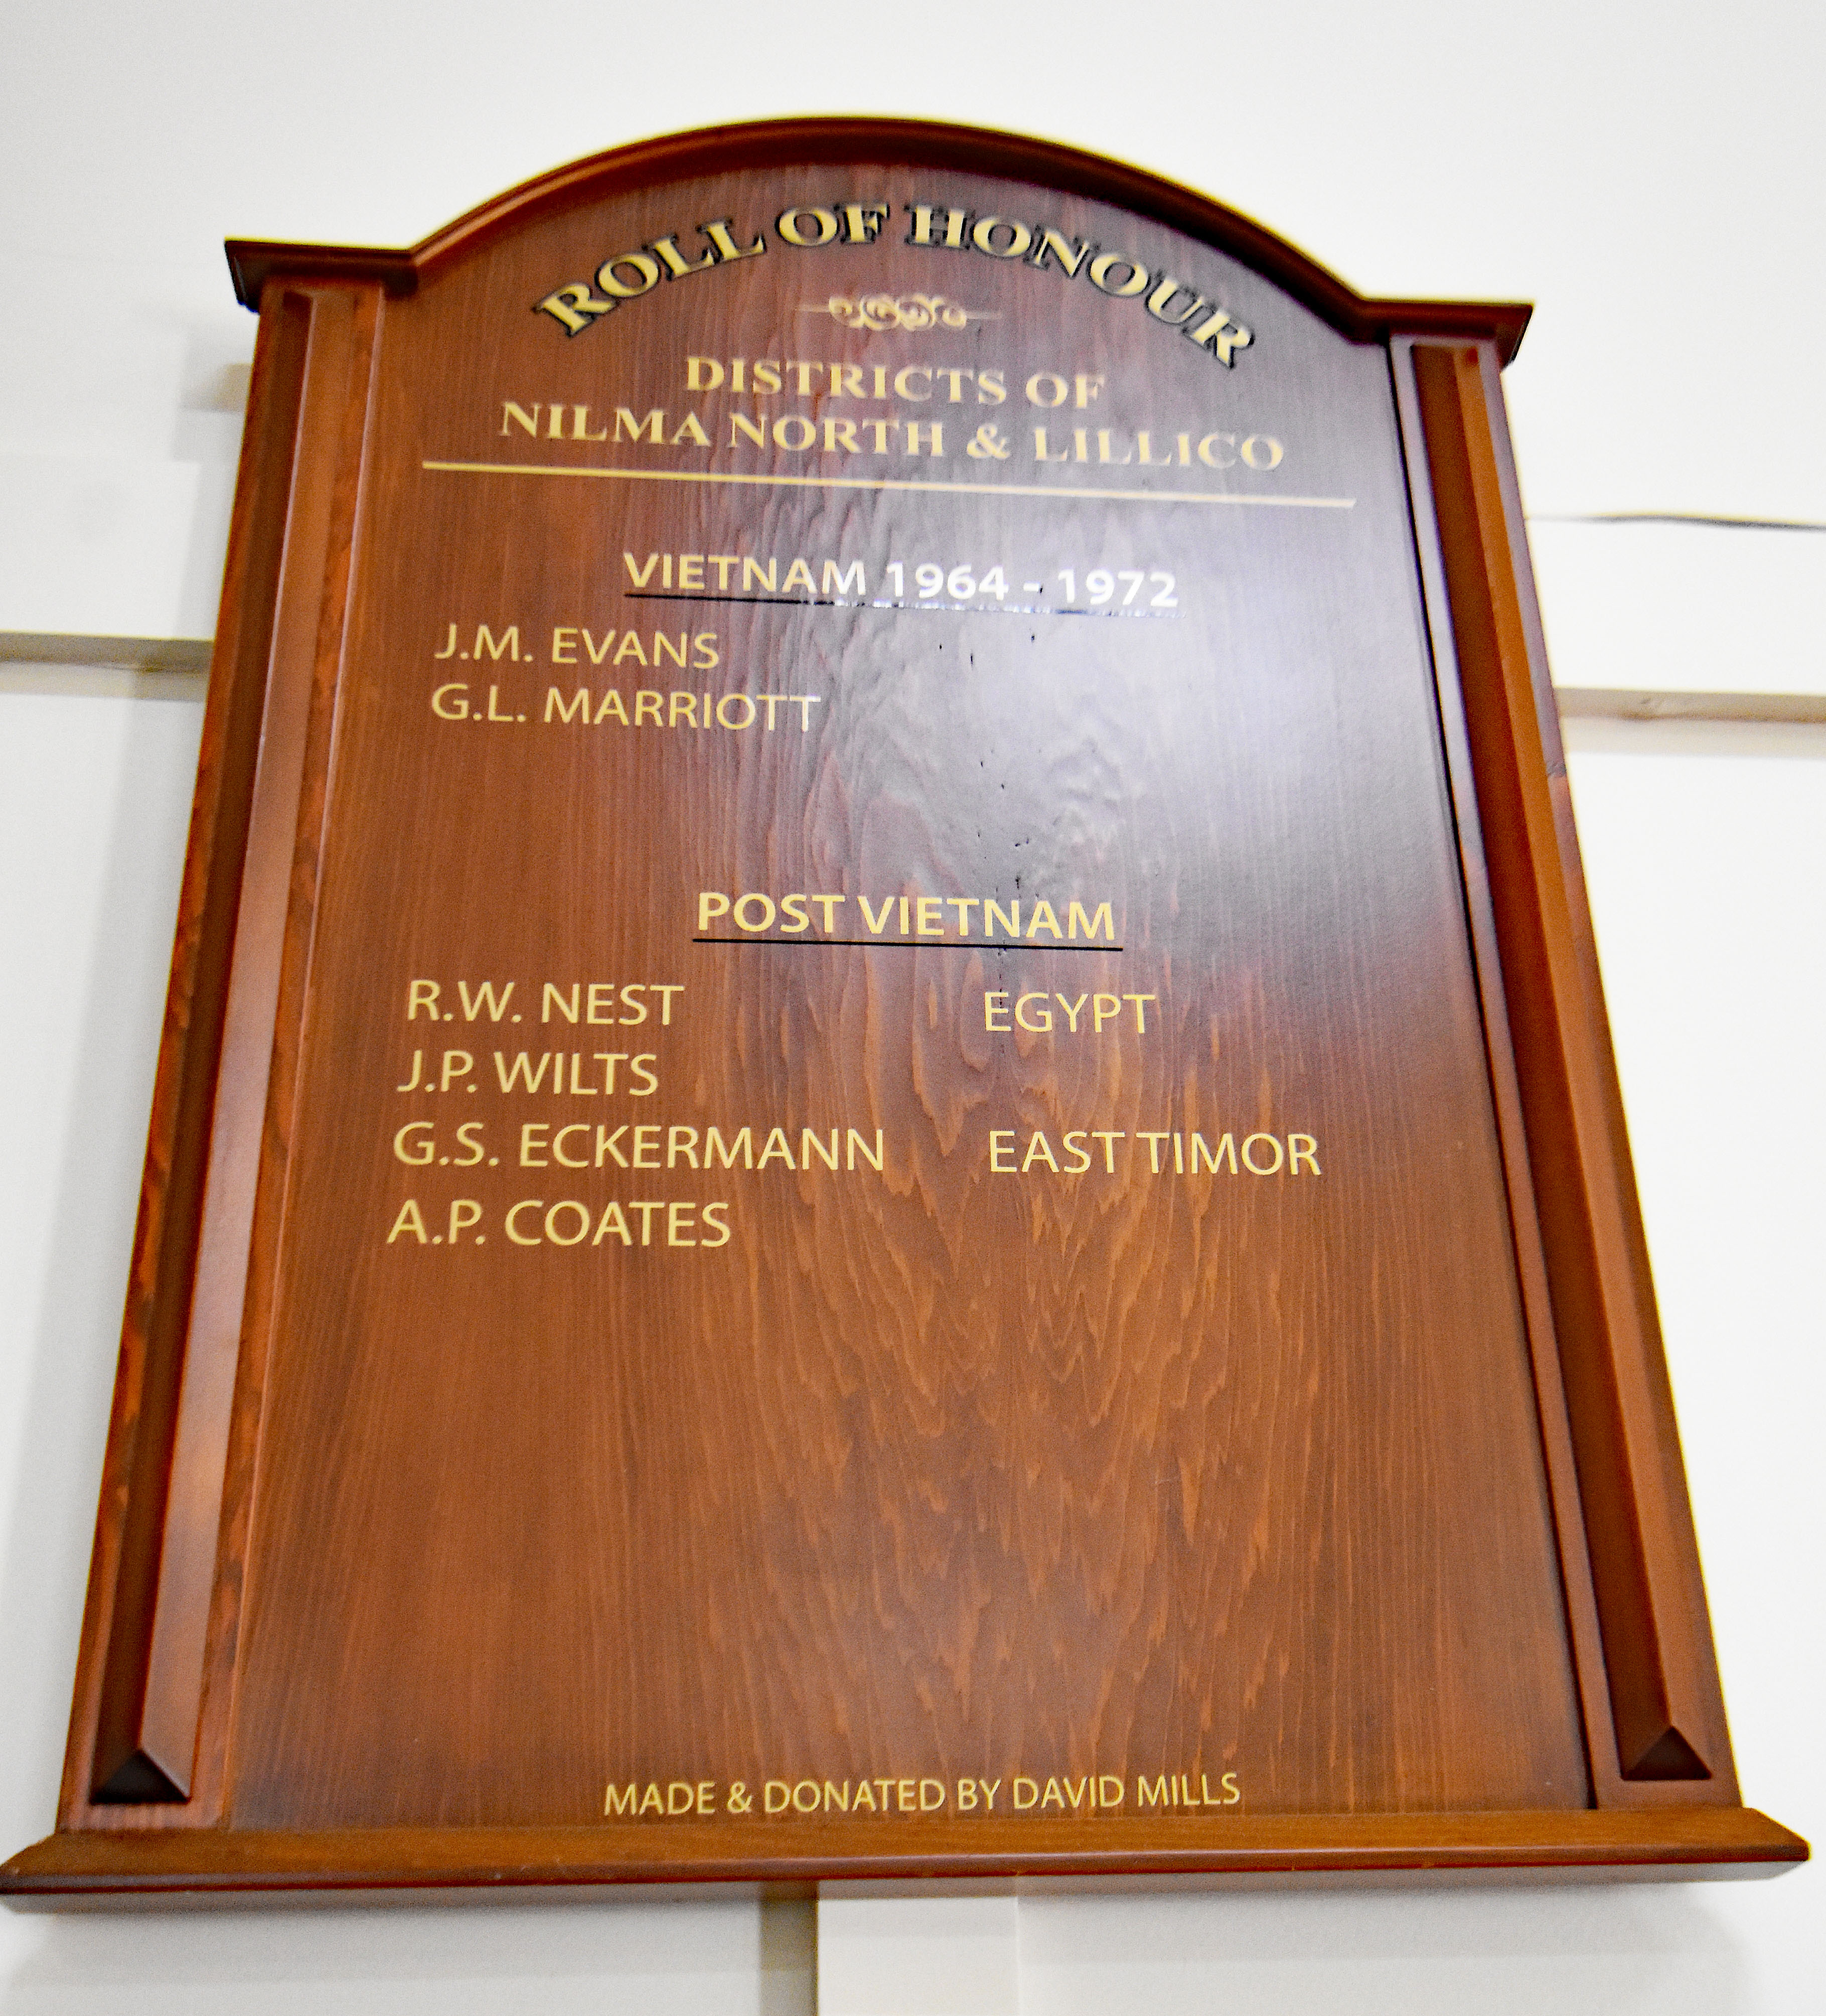 ROLL OF HONOUR
DISTRICTS OF
NILMA NORTH & LILLICO
VIETNAM 1964 - 1972
J.M. EVANS
G.L. MARRIOTT
POST VIETNAM
R.W. NEST EGYPT
J.P. WILTS
G.S. ECKERMANN EAST TIMOR
A.P. COATES
MADE & DONATED BY DAVID MILLS